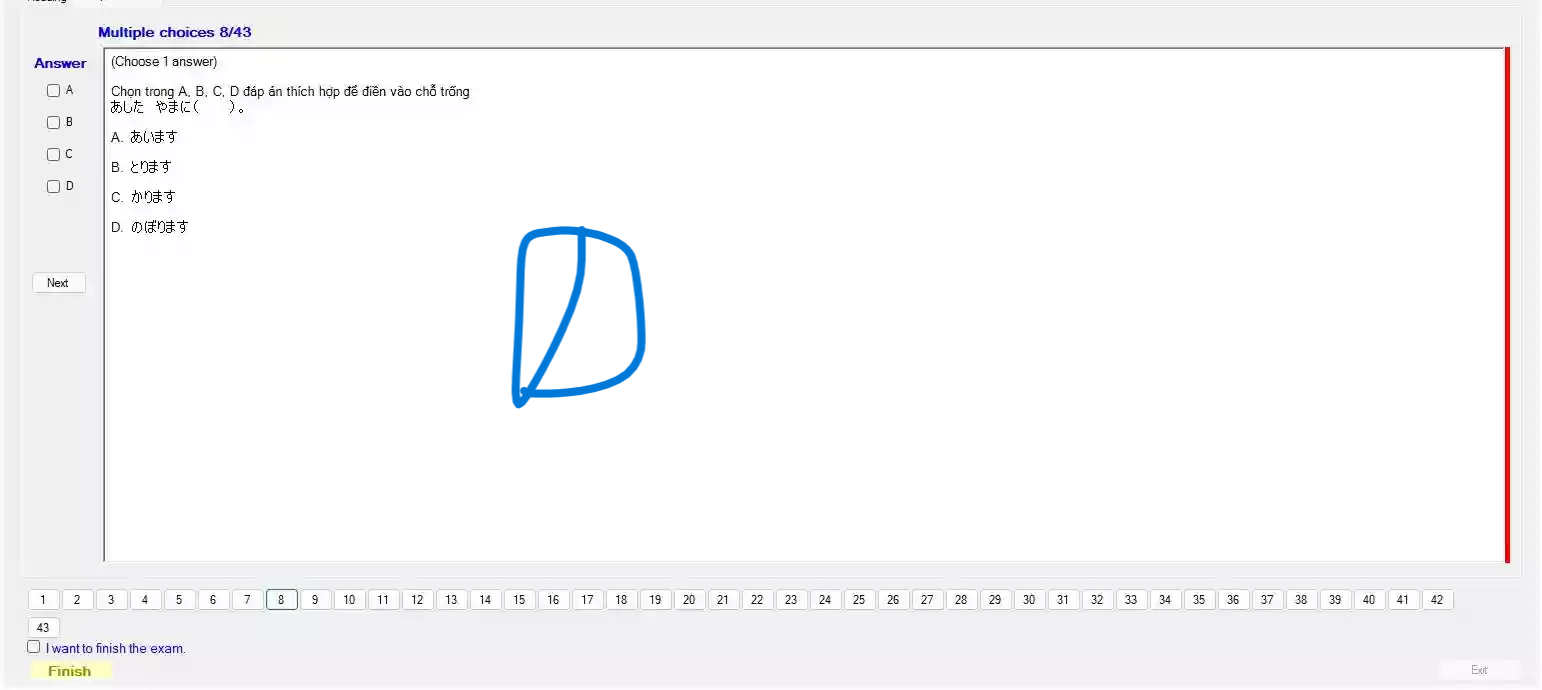 Multiple choices 8/43
Answer
(Choose 1 answer)
A
Chọn trong A, B, C, D đáp án thích hợp để điền vào chỗ trống
あした やまに( )。
B
A. あいます
C
B. とります
D
C. かります
D. のぼります
D
Next
1 2 3 4 5 6 7 8 9 10 11 12 13 14 15 16 17 18 19 20 21 22 23 24 25 26 27 28 29 30 31 32 33 34 35 36 37 38 39 40 41 42
43
I want to finish the exam.
Finish
Exit